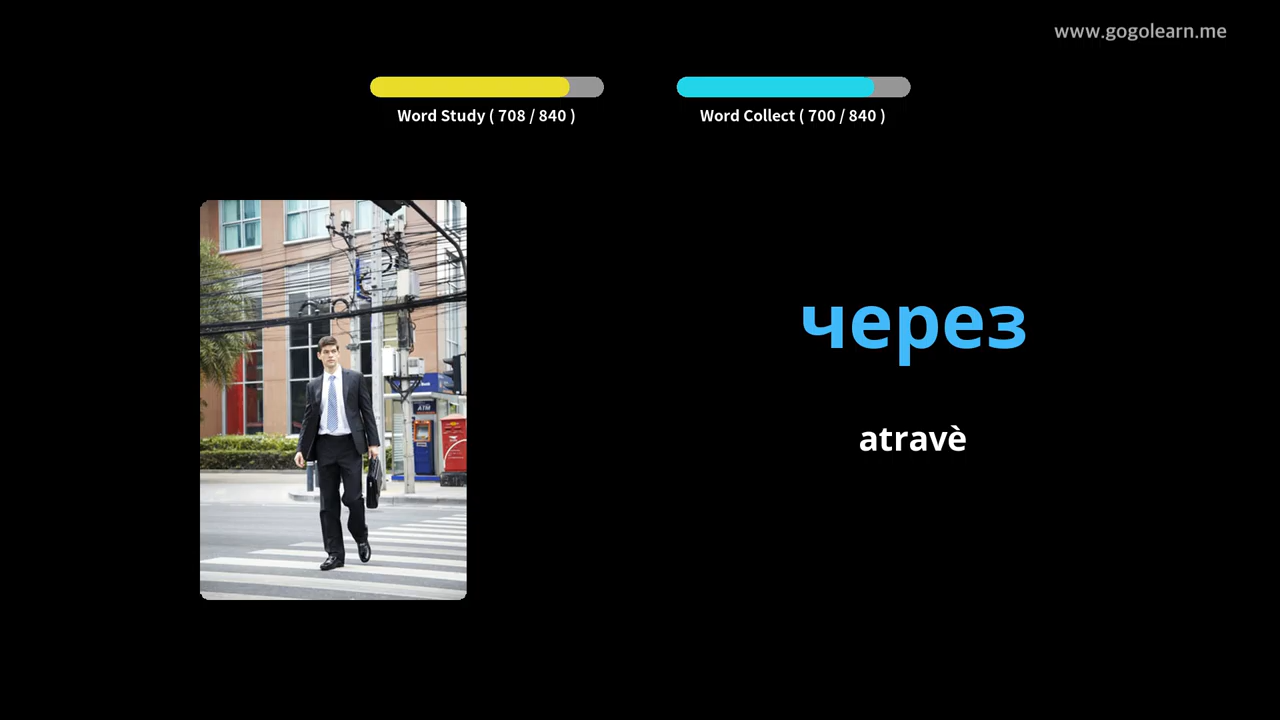 www.gogolearn.me
Word Study ( 708 / 840 )
Word Collect ( 700 / 840 )
через
atravè
ATM